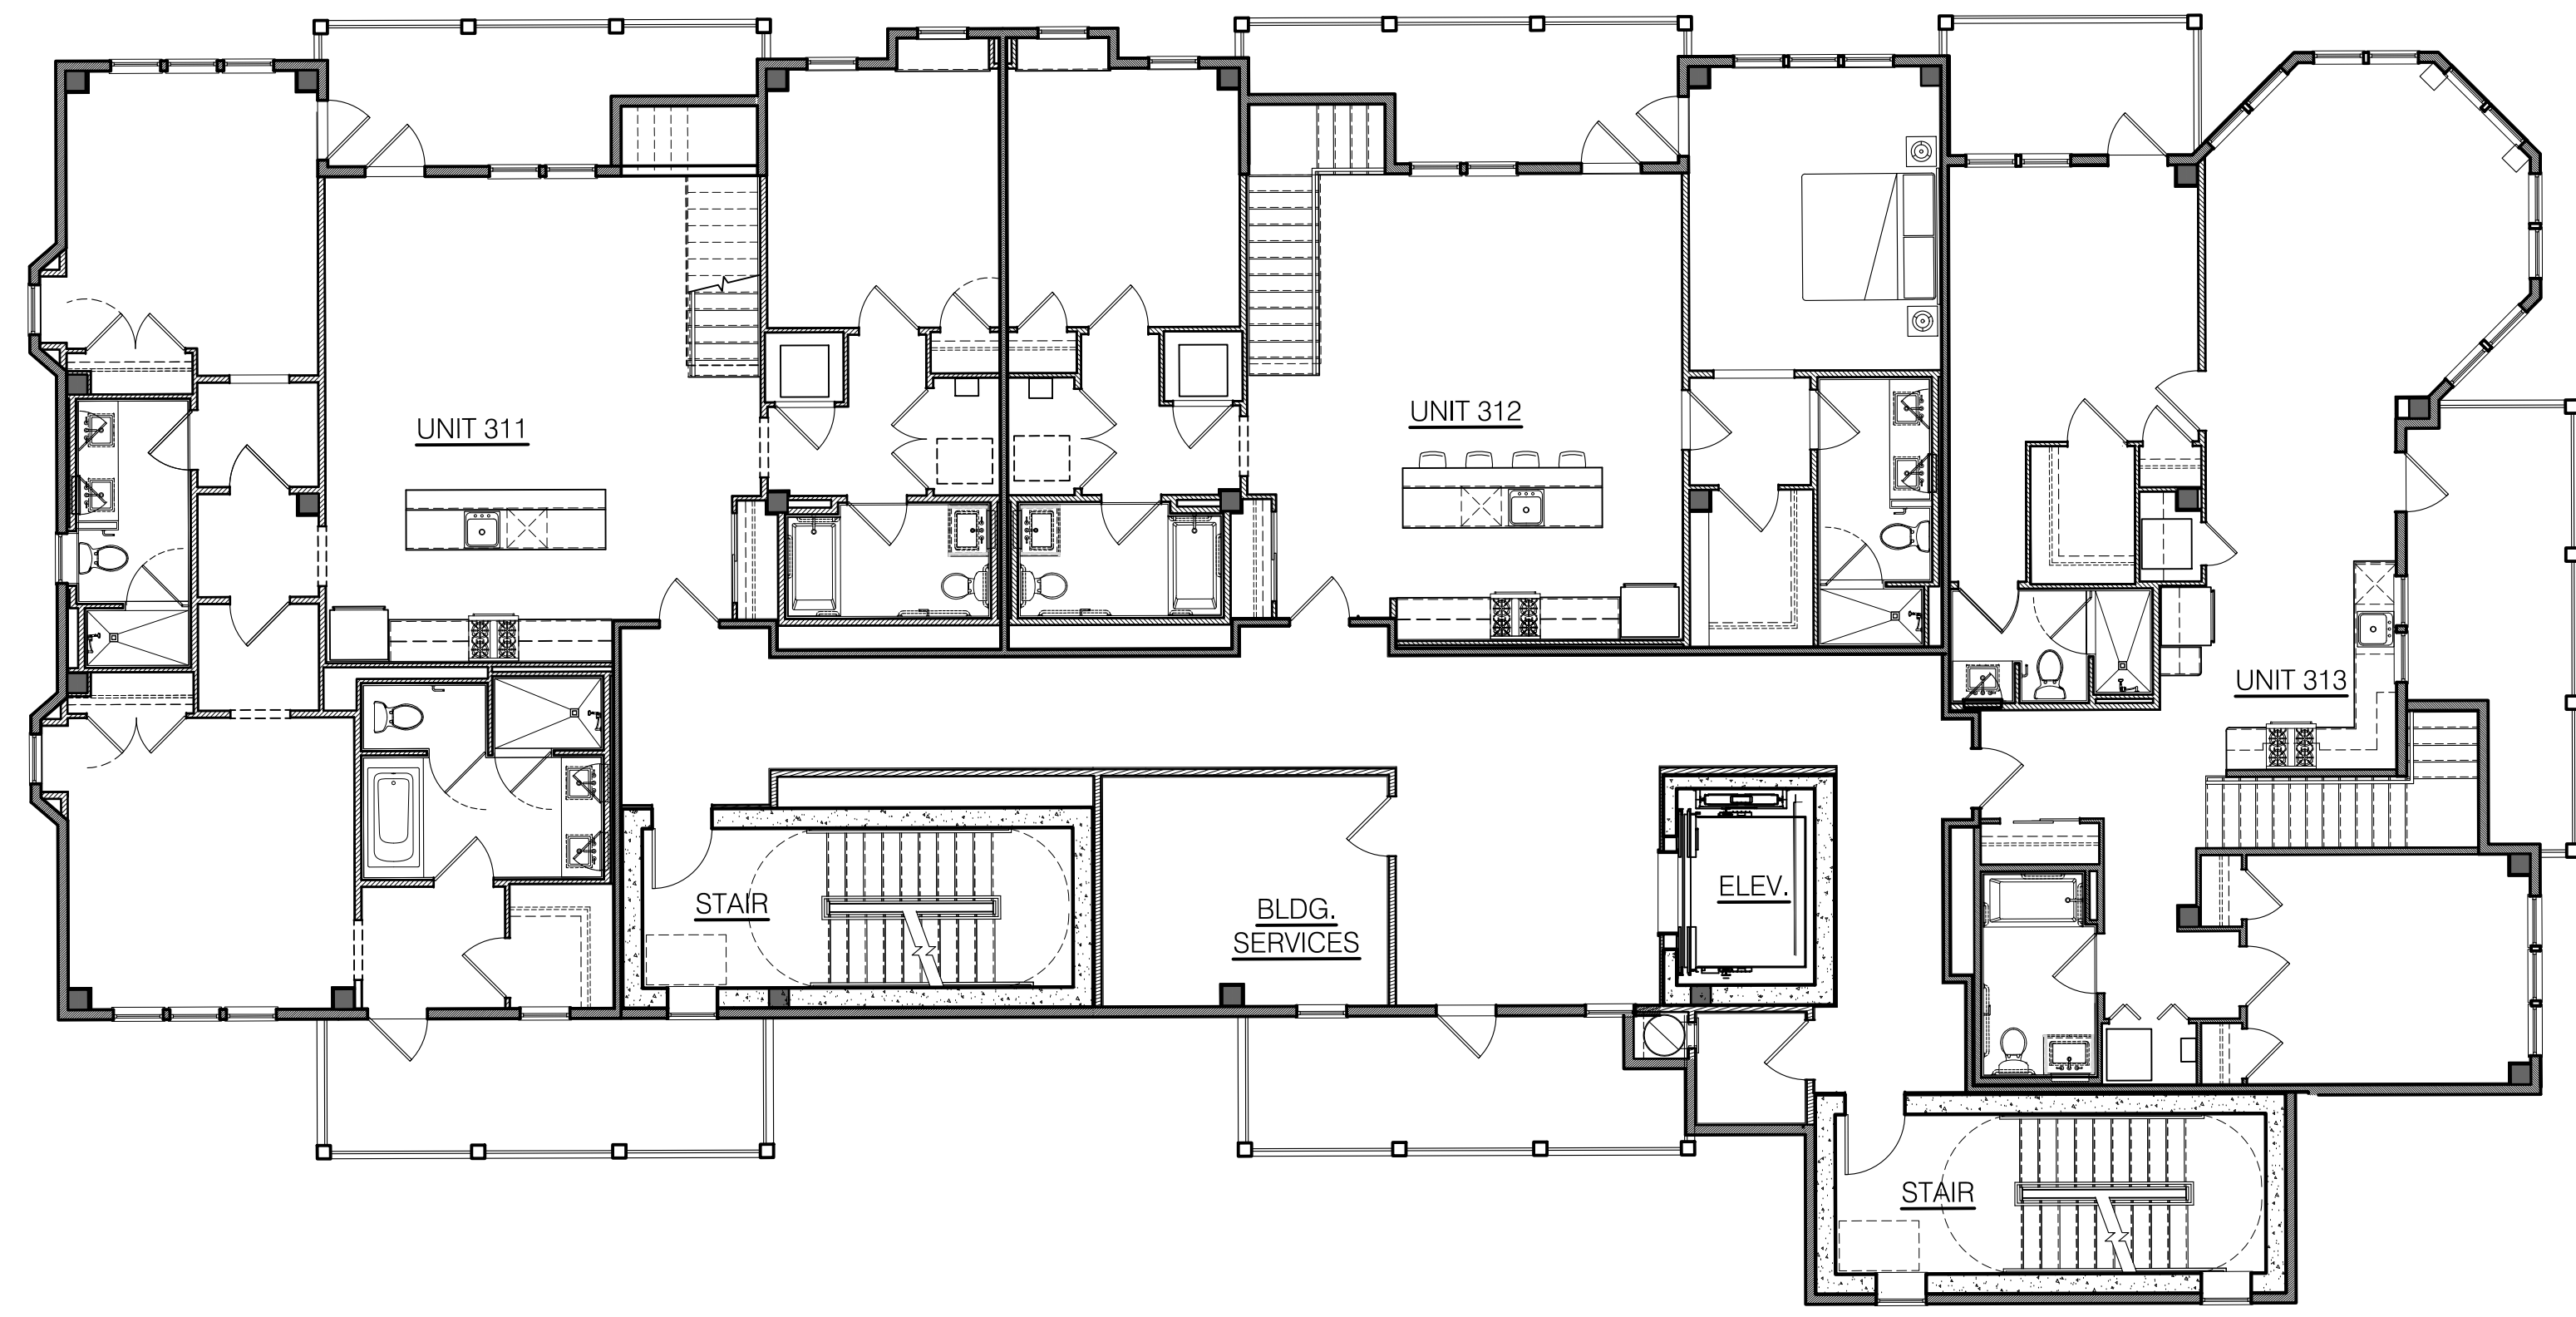 UNIT 311
UNIT 312
UNIT 313
STAIR
BLDG.
SERVICES
ELEV.
STAIR